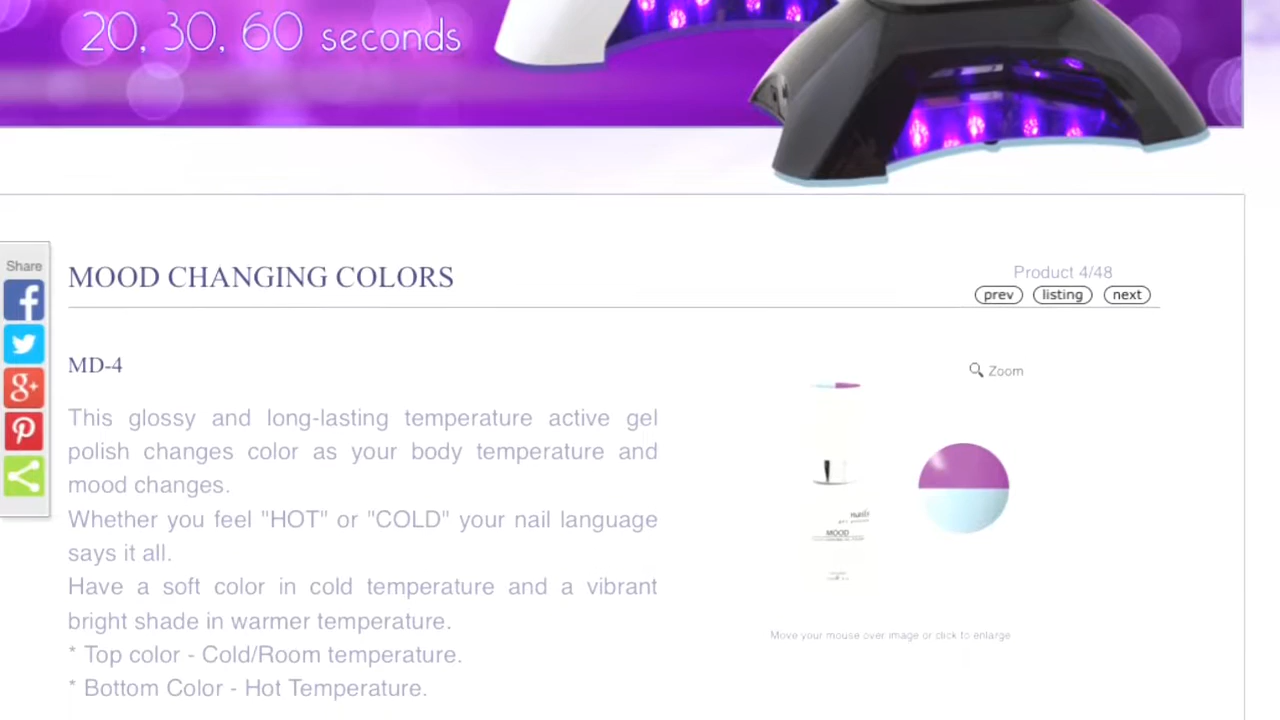 20, 30, 60 seconds
Share
MOOD CHANGING COLORS
Product 4/48
prev listing next
MD-4
Zoom
This glossy and long-lasting temperature active gel
polish changes color as your body temperature and
mood changes.
Whether you feel "HOT" or "COLD" your nail language
says it all.
Have a soft color in cold temperature and a vibrant
bright shade in warmer temperature.
* Top color - Cold/Room temperature.
* Bottom Color - Hot Temperature.
MOOD
Move your mouse over image or click to enlarge